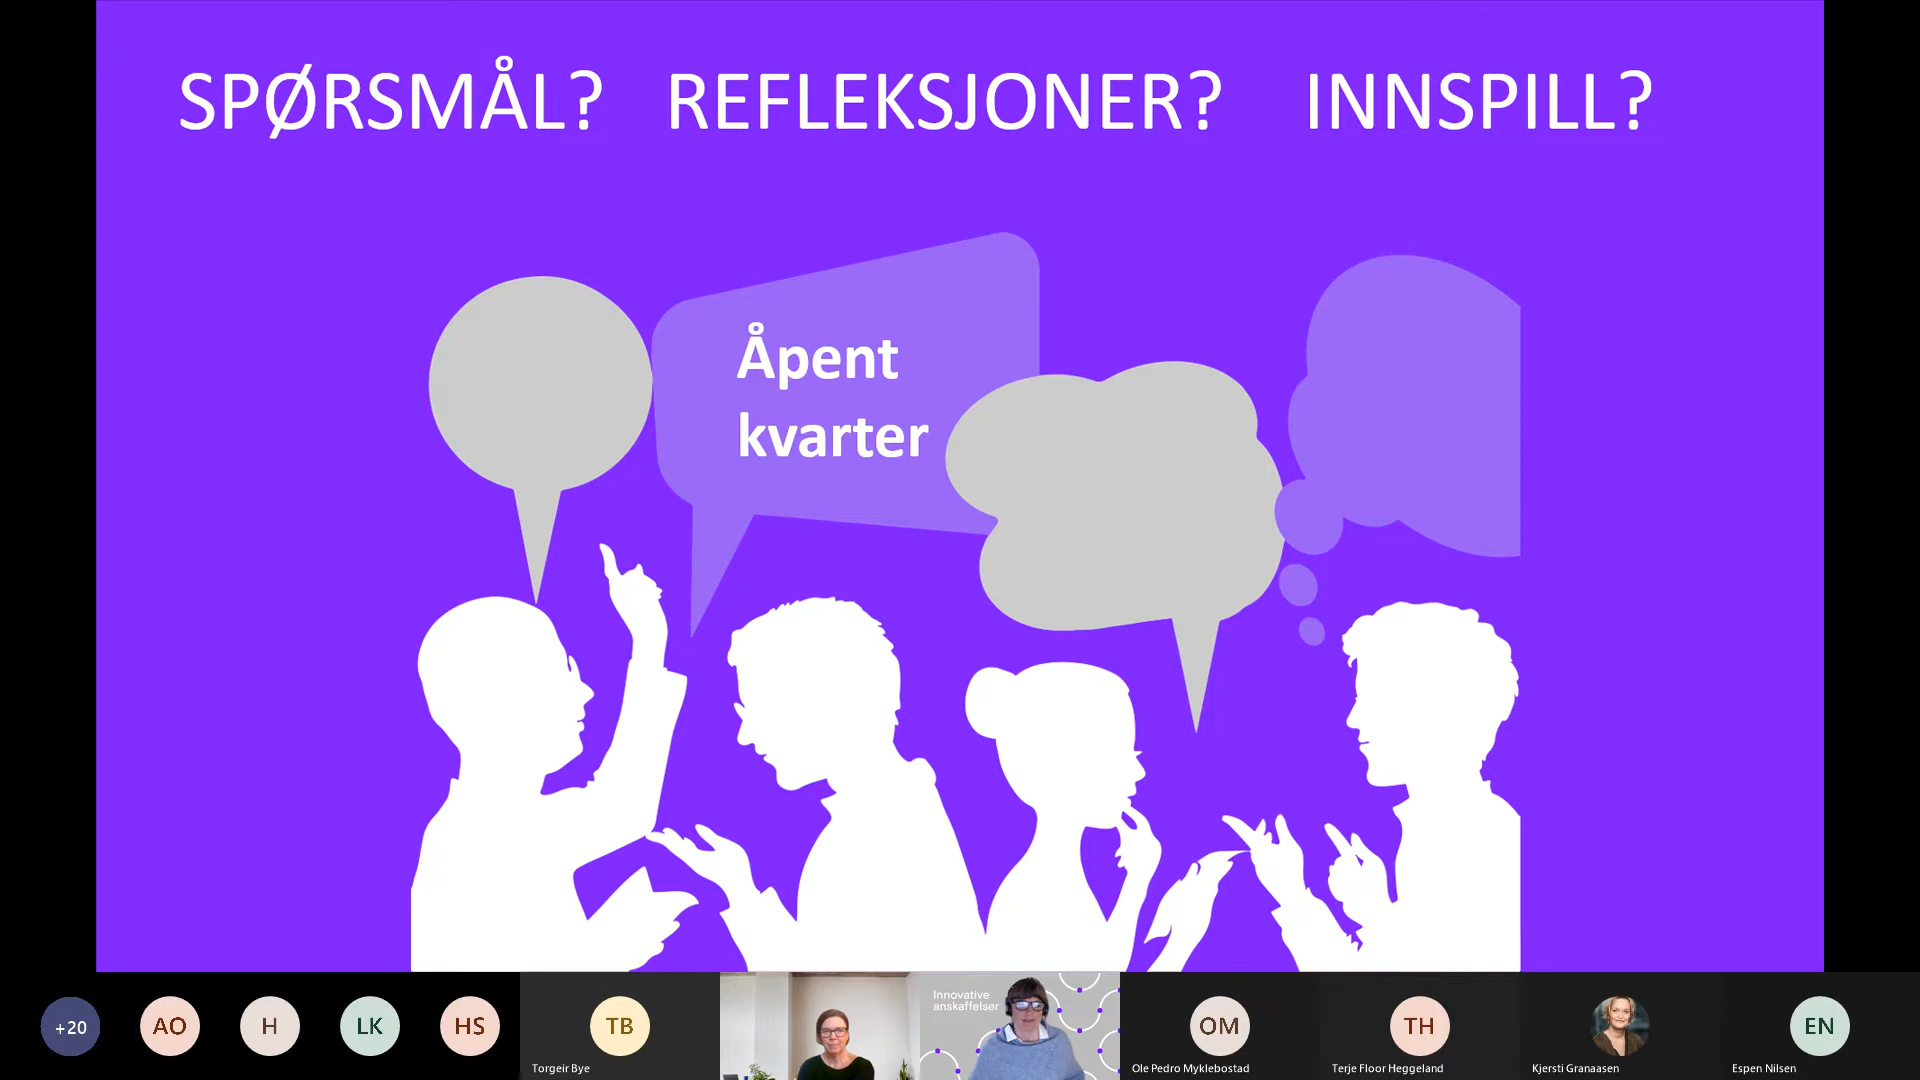 SPØRSMÅL? REFLEKSJONER? INNSPILL?
Åpent
kvarter
+20
AO
H
LK
HS
TB
Torgeir Bye
Innovative
anskaffelser
OM
Ole Pedro Myklebostad
TH
Terje Floor Heggeland
Kjersti Granaasen
EN
Espen Nilsen